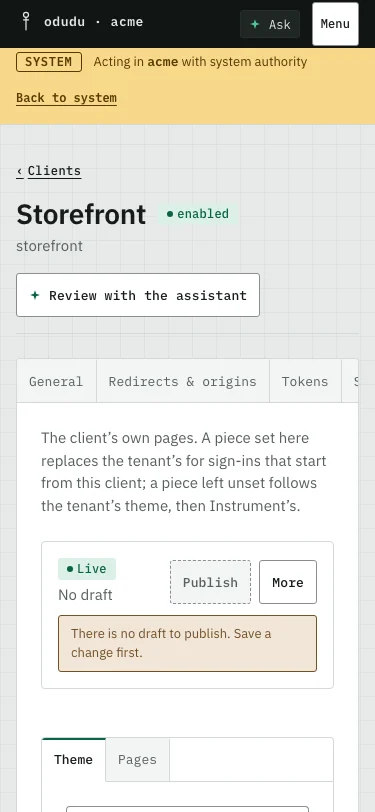 odudu · acme
Ask
Menu
SYSTEM Acting in acme with system authority
Back to system
‹ Clients
Storefront enabled
storefront
Review with the assistant
General Redirects & origins Tokens
The client’s own pages. A piece set here
replaces the tenant’s for sign-ins that start
from this client; a piece left unset follows
the tenant’s theme, then Instrument’s.
Live
No draft
Publish More
There is no draft to publish. Save a
change first.
Theme Pages